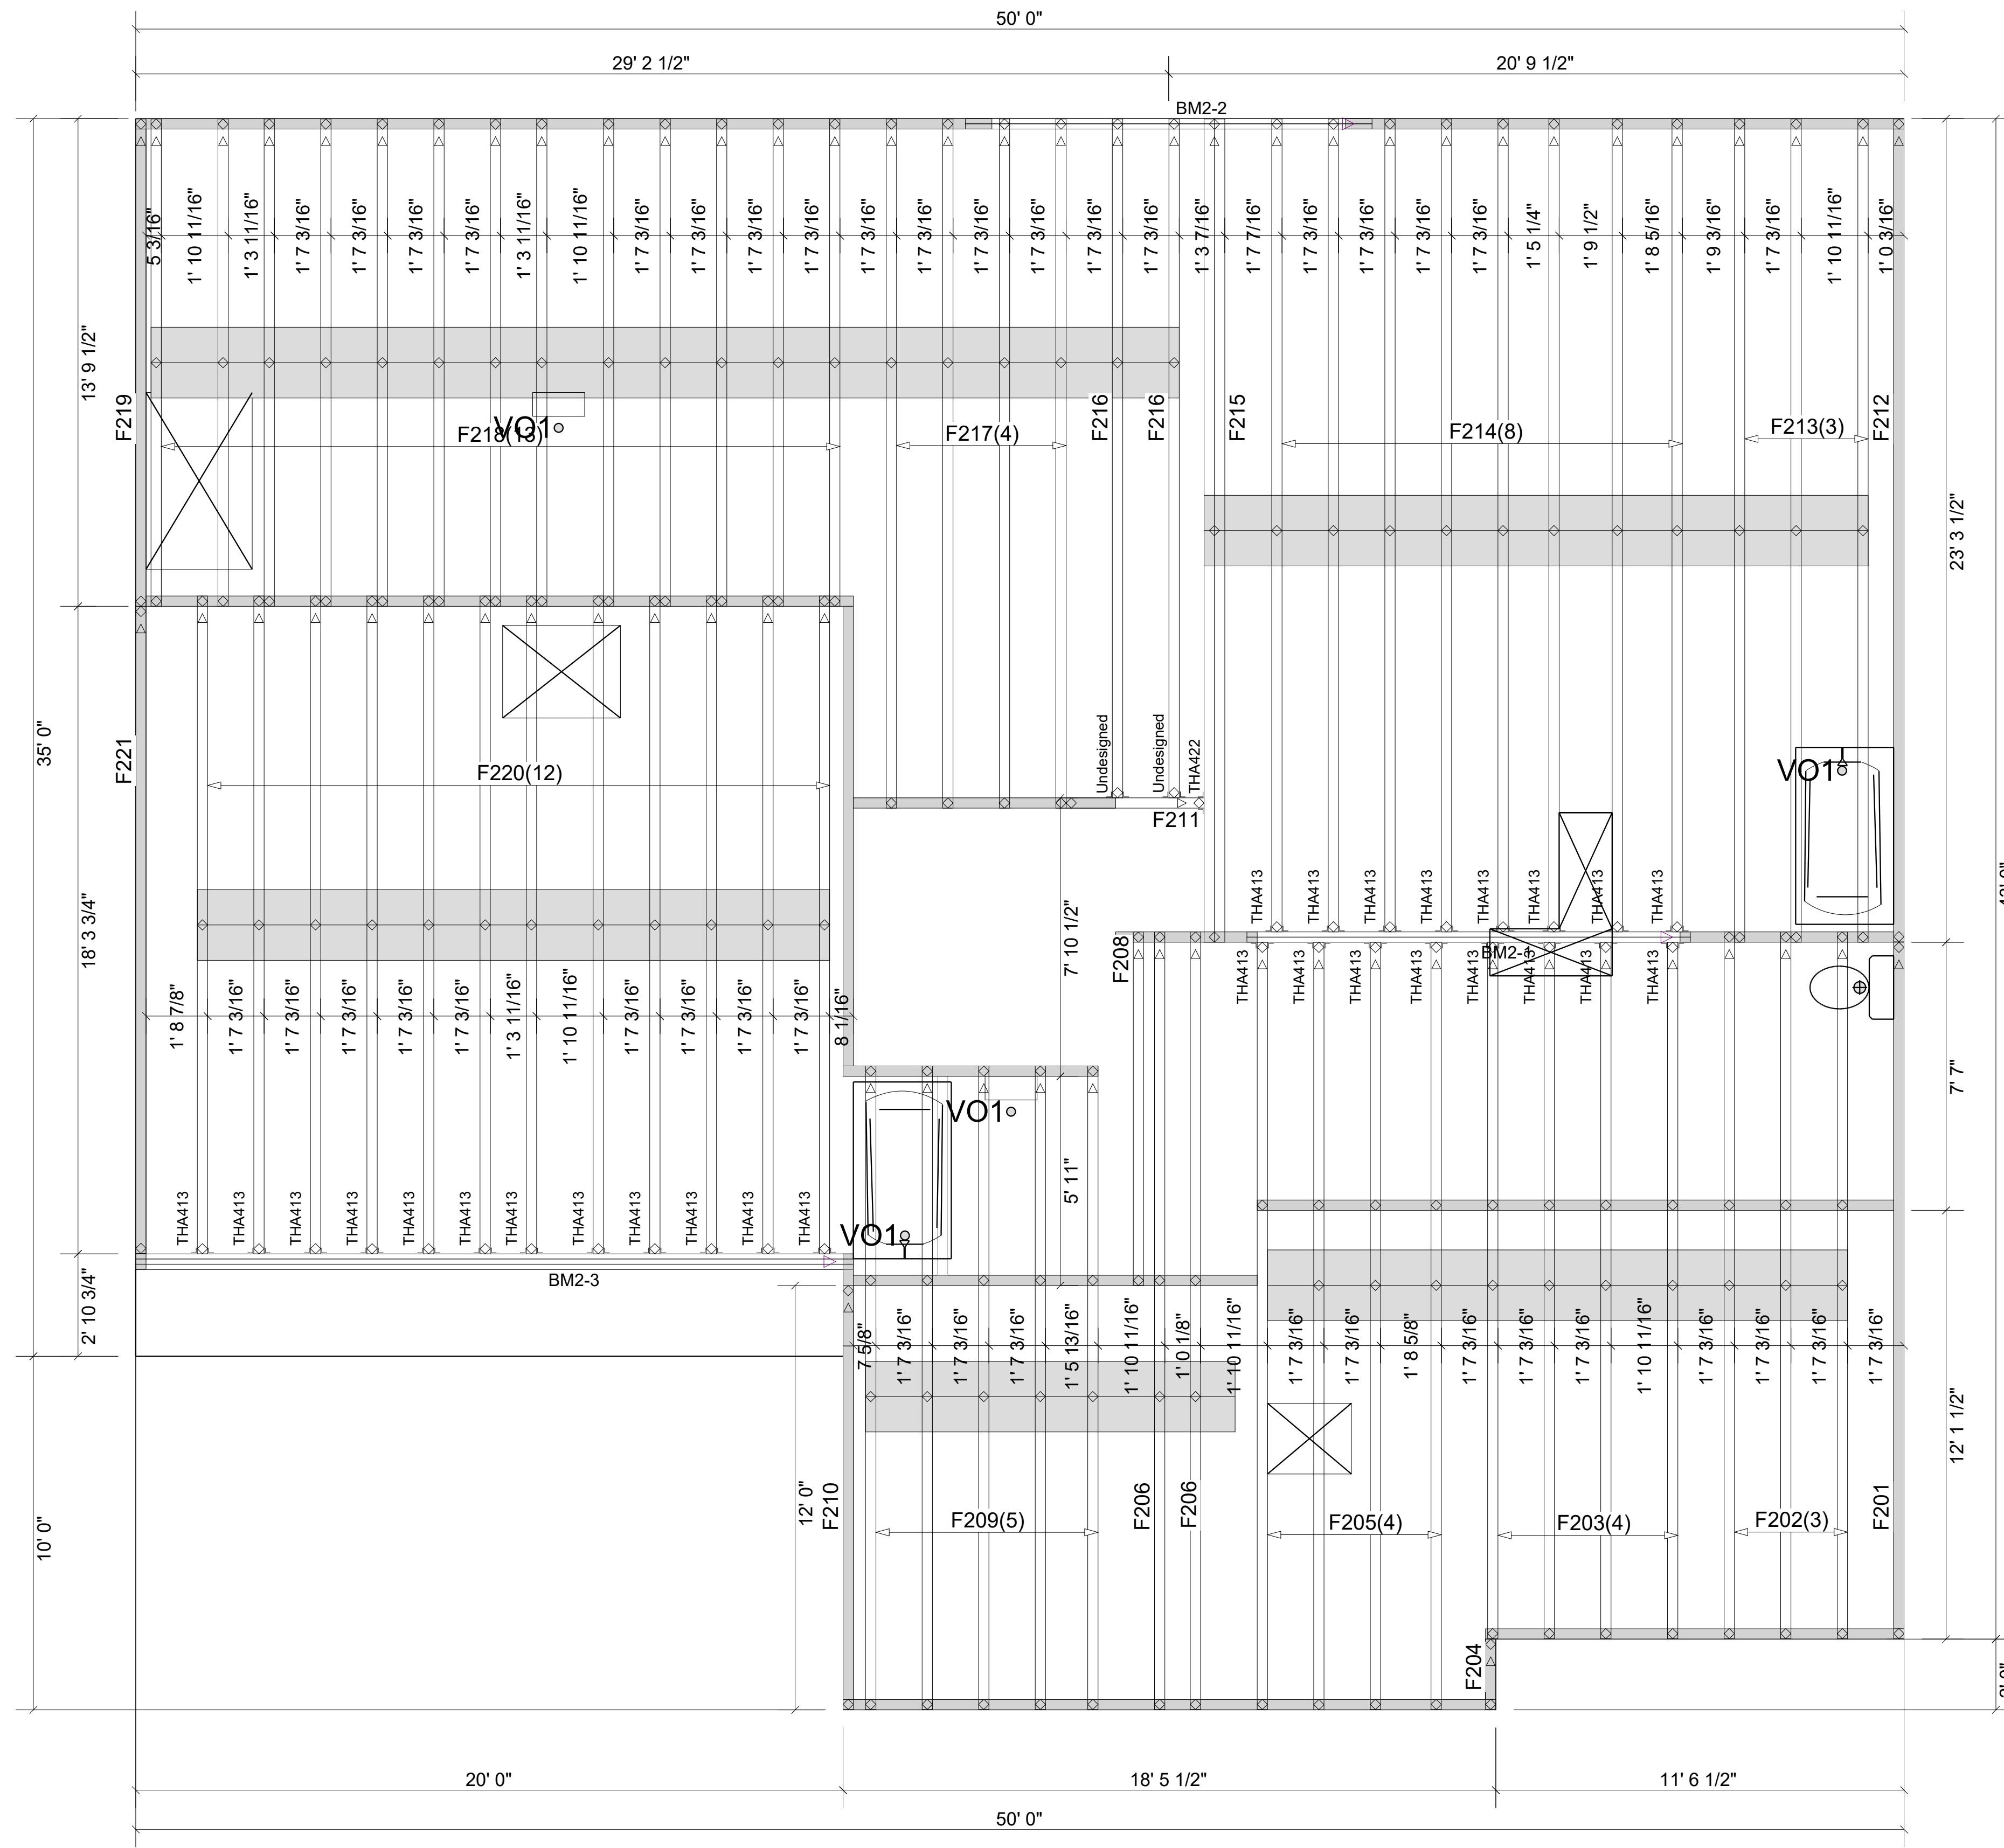 50' 0"
29' 2 1/2"
20' 9 1/2"
BM2-2
5 3/16"
1' 10 11/16"
1' 3 11/16"
1' 7 3/16"
1' 7 3/16"
1' 7 3/16"
1' 7 3/16"
1' 3 11/16"
1' 10 11/16"
1' 7 3/16"
1' 7 3/16"
1' 7 3/16"
1' 7 3/16"
1' 7 3/16"
1' 7 3/16"
1' 7 3/16"
1' 7 3/16"
1' 7 3/16"
1' 3 7/16"
1' 7 7/16"
1' 7 3/16"
1' 7 3/16"
1' 7 3/16"
1' 7 3/16"
1' 5 1/4"
1' 9 1/2"
1' 8 5/16"
1' 9 3/16"
1' 7 3/16"
1' 10 11/16"
1' 0 3/16"
13' 9 1/2"
F219
VO1
F218(13)
F217(4)
F216
F216
F215
F214(8)
F213(3)
F212
23' 3 1/2"
35' 0"
F221
F220(12)
Undesigned
Undesigned
THA422
F211
VO1
THA413
THA413
THA413
THA413
THA413
THA413
THA413
THA413
18' 3 3/4"
7' 10 1/2"
F208
BM2-1
THA413
THA413
THA413
THA413
THA413
THA413
THA413
THA413
1' 8 7/8"
1' 7 3/16"
1' 7 3/16"
1' 7 3/16"
1' 7 3/16"
1' 7 3/16"
1' 3 11/16"
1' 10 11/16"
1' 7 3/16"
1' 7 3/16"
1' 7 3/16"
1' 7 3/16"
8 1/16"
7' 7"
VO1
5' 11"
THA413
THA413
THA413
THA413
THA413
THA413
THA413
THA413
THA413
THA413
THA413
THA413
VO1
BM2-3
2' 10 3/4"
7 5/8"
1' 7 3/16"
1' 7 3/16"
1' 7 3/16"
1' 5 13/16"
1' 10 11/16"
1' 0 1/8"
1' 10 11/16"
1' 7 3/16"
1' 7 3/16"
1' 8 5/8"
1' 7 3/16"
1' 7 3/16"
1' 7 3/16"
1' 10 11/16"
1' 7 3/16"
1' 7 3/16"
1' 7 3/16"
1' 7 3/16"
12' 1 1/2"
10' 0"
12' 0"
F210
F209(5)
F206
F206
F205(4)
F203(4)
F202(3)
F201
F204
20' 0"
18' 5 1/2"
11' 6 1/2"
50' 0"